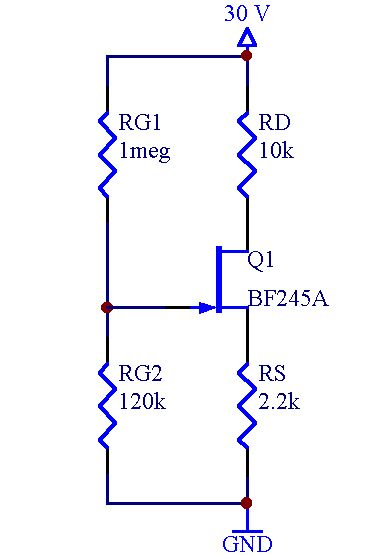 30 V
RG1
1meg
RD
10k
Q1
BF245A
RG2
120k
RS
2.2k
GND